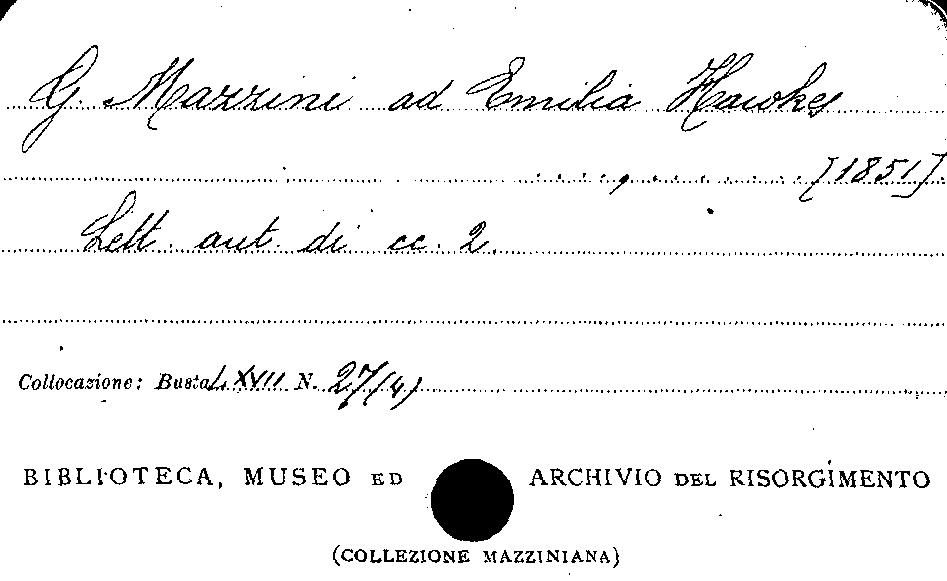 G. Mazzini ad Emilia Hawkes
......., ...... [1851].
Lett. aut. di cc. 2.
Collocazione: Busta LXVII N. 27/(4)
BIBLIOTECA, MUSEO ED ARCHIVIO DEL RISORGIMENTO
(COLLEZIONE MAZZINIANA)